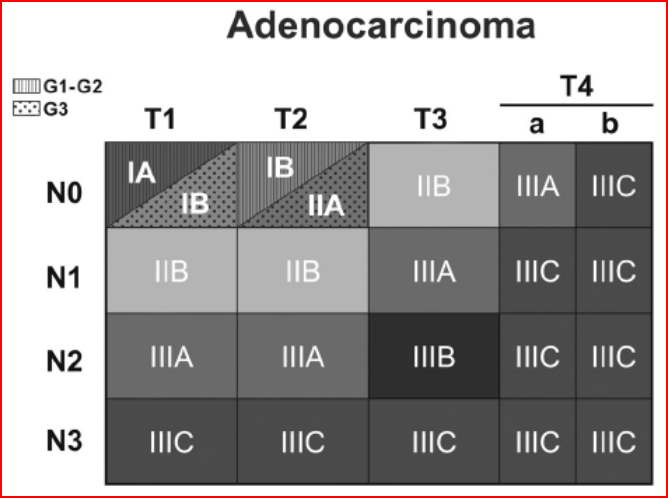 Adenocarcinoma
G1-G2
G3
T4
T1 T2 T3 a b
N0 IA IB IB IIA IIB IIIA IIIC
N1 IIB IIB IIIA IIIC IIIC
N2 IIIA IIIA IIIB IIIC IIIC
N3 IIIC IIIC IIIC IIIC IIIC